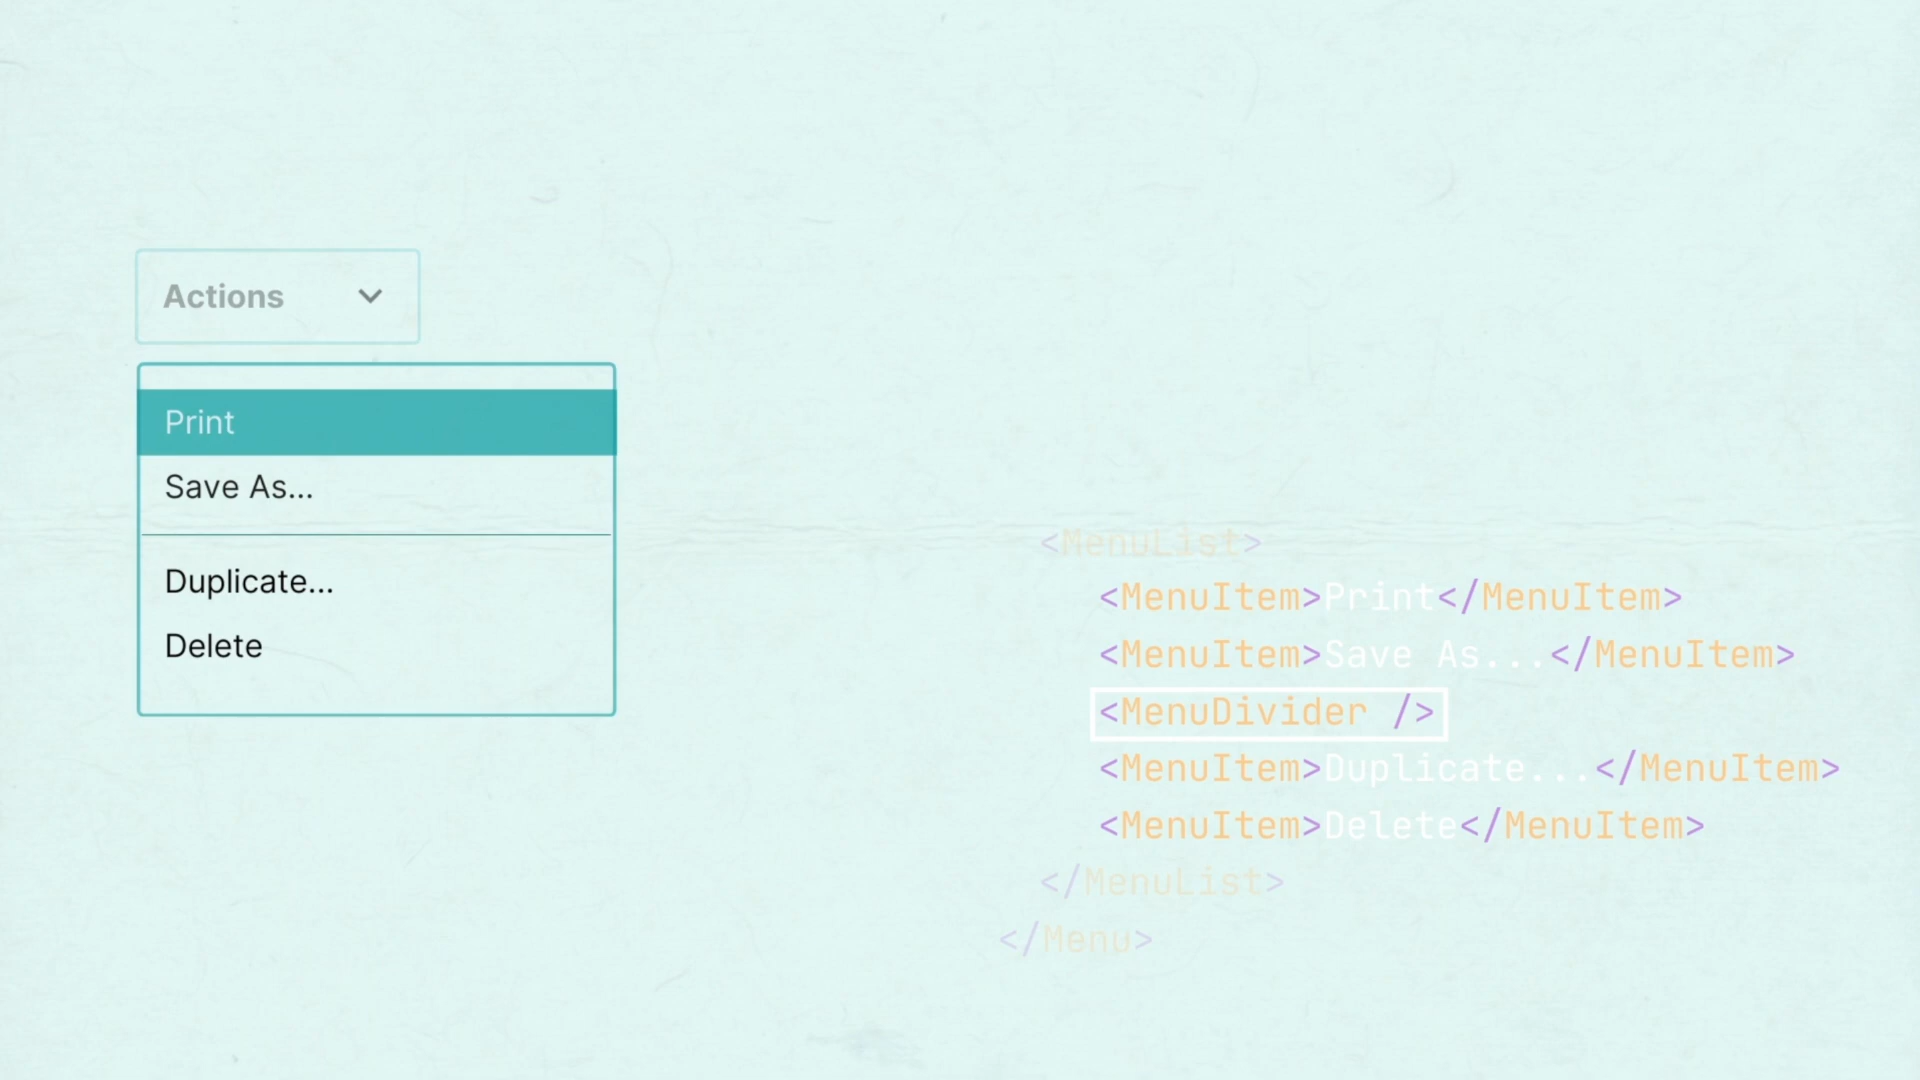 Actions
Print
Save As...
Duplicate...
Delete
<MenuList>
<MenuItem>Print</MenuItem>
<MenuItem>Save As...</MenuItem>
<MenuDivider />
<MenuItem>Duplicate...</MenuItem>
<MenuItem>Delete</MenuItem>
</MenuList>
</Menu>